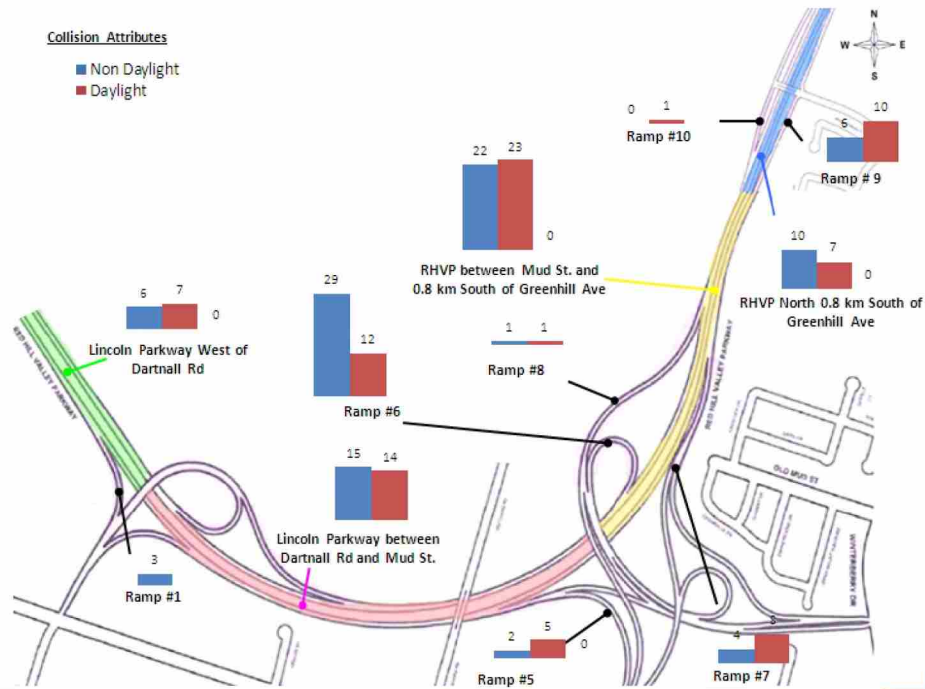 Collision Attributes
Non Daylight
Daylight
N
W E
S
0 1
Ramp #10
6 10
Ramp # 9
22 23 0
RHVP between Mud St. and
0.8 km South of Greenhill Ave
10 7 0
RHVP North 0.8 km South of
Greenhill Ave
29 12
Ramp #6
6 7 0
Lincoln Parkway West of
Dartnall Rd
1 1
Ramp #8
RED HILL VALLEY PARKWAY
RED HILL VALLEY PARKWAY
OLD MUD ST.
WINTERBERRY DR
15 14
Lincoln Parkway between
Dartnall Rd and Mud St.
3
Ramp #1
2 5 0
Ramp #5
4
Ramp #7